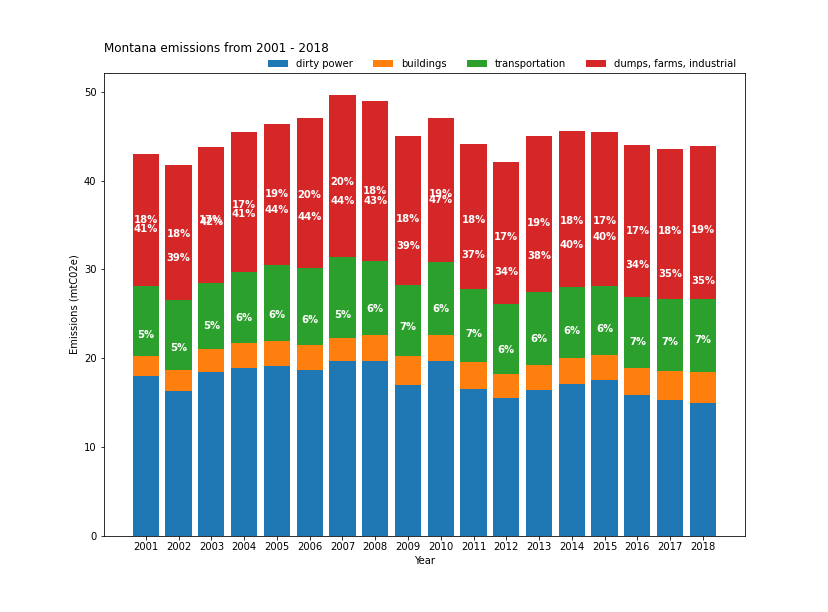 Montana emissions from 2001 - 2018
dirty power buildings transportation dumps, farms, industrial
50
40
30
20
10
0
Emissions (mtC02e)
18% 18% 17% 17% 19% 20% 20% 18% 18% 19% 18% 17% 19% 18% 17% 17% 18% 19%
41% 39% 42% 41% 44% 44% 44% 43% 39% 47% 37% 34% 38% 40% 40% 34% 35% 35%
5% 5% 5% 6% 6% 6% 5% 6% 7% 6% 7% 6% 6% 6% 6% 7% 7% 7%
2001 2002 2003 2004 2005 2006 2007 2008 2009 2010 2011 2012 2013 2014 2015 2016 2017 2018
Year